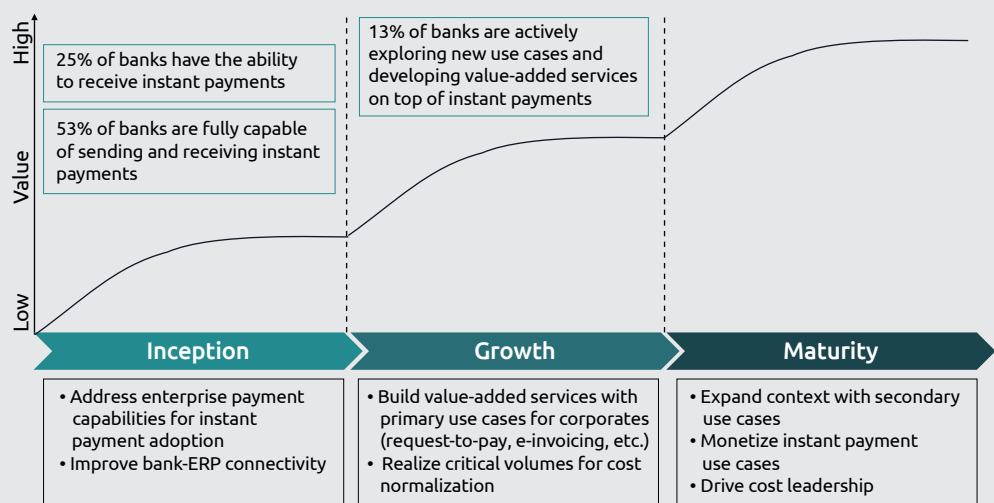 High
Value
Low
25% of banks have the ability
to receive instant payments
53% of banks are fully capable
of sending and receiving instant
payments
13% of banks are actively
exploring new use cases and
developing value-added services
on top of instant payments
Inception
Growth
Maturity
• Address enterprise payment
capabilities for instant
payment adoption
• Improve bank-ERP connectivity
• Build value-added services with
primary use cases for corporates
(request-to-pay, e-invoicing, etc.)
• Realize critical volumes for cost
normalization
• Expand context with secondary
use cases
• Monetize instant payment
use cases
• Drive cost leadership